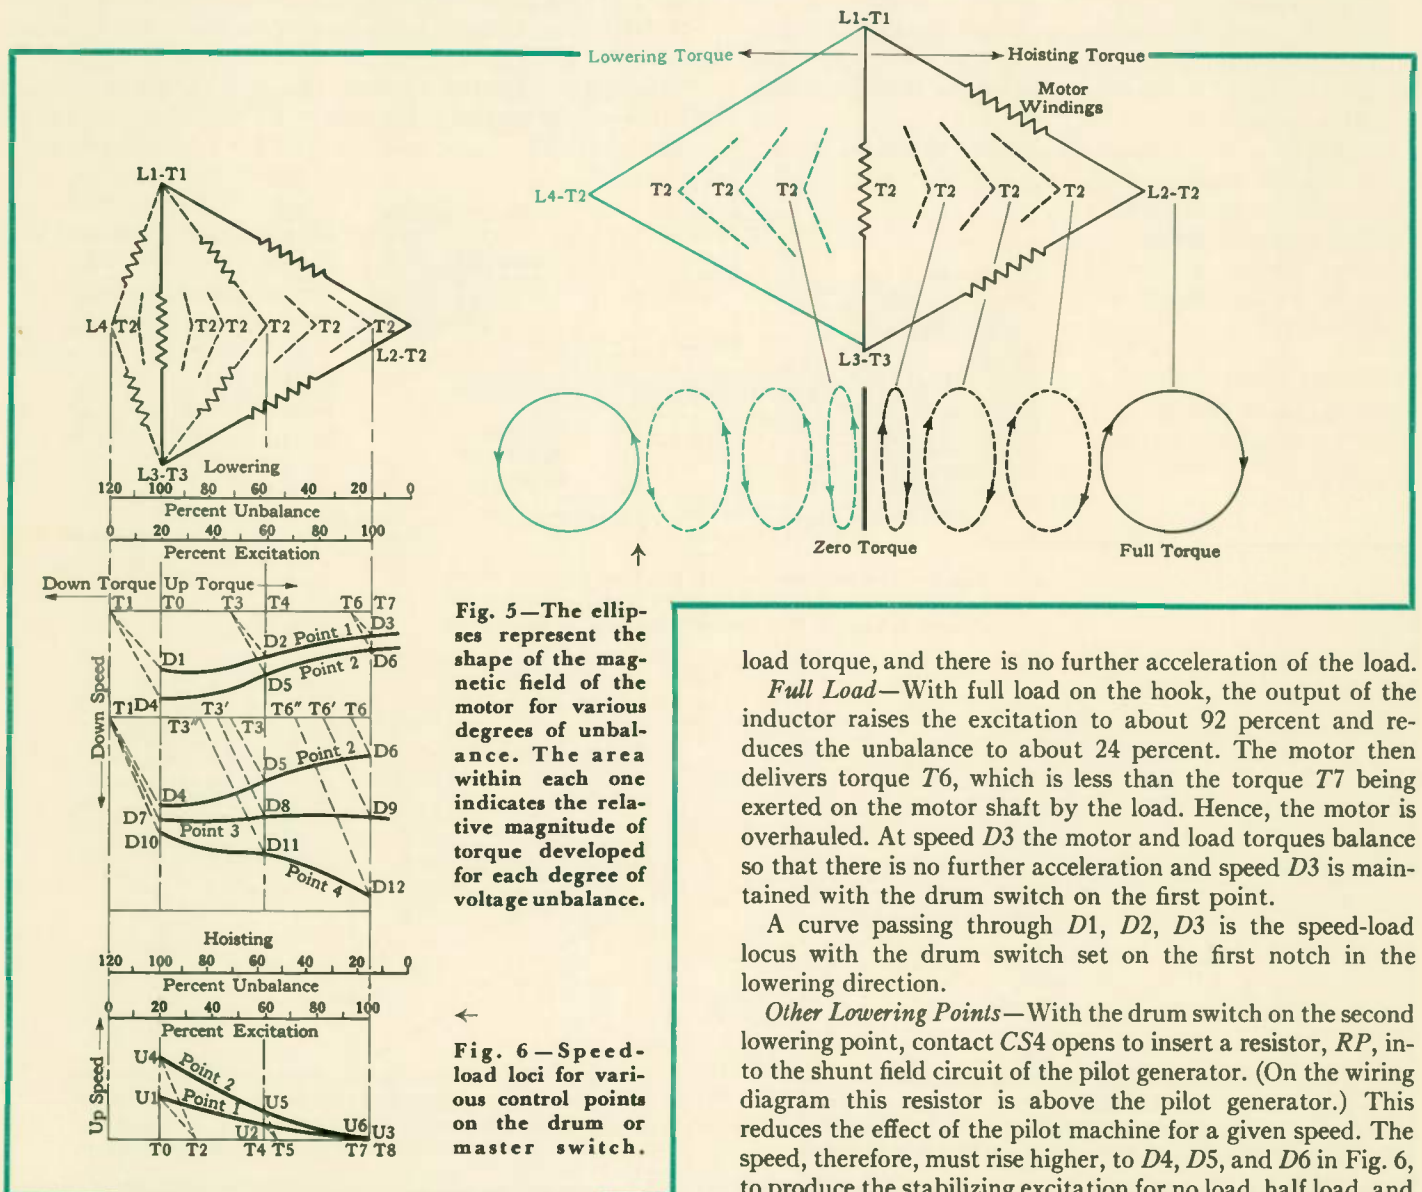 L1-T1
Lowering Torque
Hoisting Torque
Motor
Windings
L4-T2
T2 T2 T2 T2 T2 T2 T2
L2-T2
L3-T3
Zero Torque
Full Torque
L1-T1
L4 T2 T2 T2 T2 T2 T2
L2-T2
L3-T3
Lowering
120 100 80 60 40 20 0
Percent Unbalance
0 20 40 60 80 100
Percent Excitation
Down Torque Up Torque
T1 T0 T3 T4 T6 T7
Down Speed
D1 D2 Point 1 D3
D4 D5 Point 2 D6
T1 T3" T3' T3 T6" T6' T6
D4 D5 Point 2 D6
D7 Point 3 D8 D9
D10 D11 Point 4 D12
Hoisting
120 100 80 60 40 20 0
Percent Unbalance
0 20 40 60 80 100
Percent Excitation
Up Speed
U4 Point 2 U5
U1 Point 1 U2 U6 U3
T0 T2 T4 T5 T7 T8
Fig. 5—The ellip-
ses represent the
shape of the mag-
netic field of the
motor for various
degrees of unbal-
ance. The area
within each one
indicates the rela-
tive magnitude of
torque developed
for each degree of
voltage unbalance.
Fig. 6—Speed-
load loci for vari-
ous control points
on the drum or
master switch.
load torque, and there is no further acceleration of the load.
Full Load—With full load on the hook, the output of the
inductor raises the excitation to about 92 percent and re-
duces the unbalance to about 24 percent. The motor then
delivers torque T6, which is less than the torque T7 being
exerted on the motor shaft by the load. Hence, the motor is
overhauled. At speed D3 the motor and load torques balance
so that there is no further acceleration and speed D3 is main-
tained with the drum switch on the first point.
A curve passing through D1, D2, D3 is the speed-load
locus with the drum switch set on the first notch in the
lowering direction.
Other Lowering Points—With the drum switch on the second
lowering point, contact CS4 opens to insert a resistor, RP, in-
to the shunt field circuit of the pilot generator. (On the wiring
diagram this resistor is above the pilot generator.) This
reduces the effect of the pilot machine for a given speed. The
speed, therefore, must rise higher, to D4, D5, and D6 in Fig. 6,
to produce the stabilizing excitation for no load, half load, and